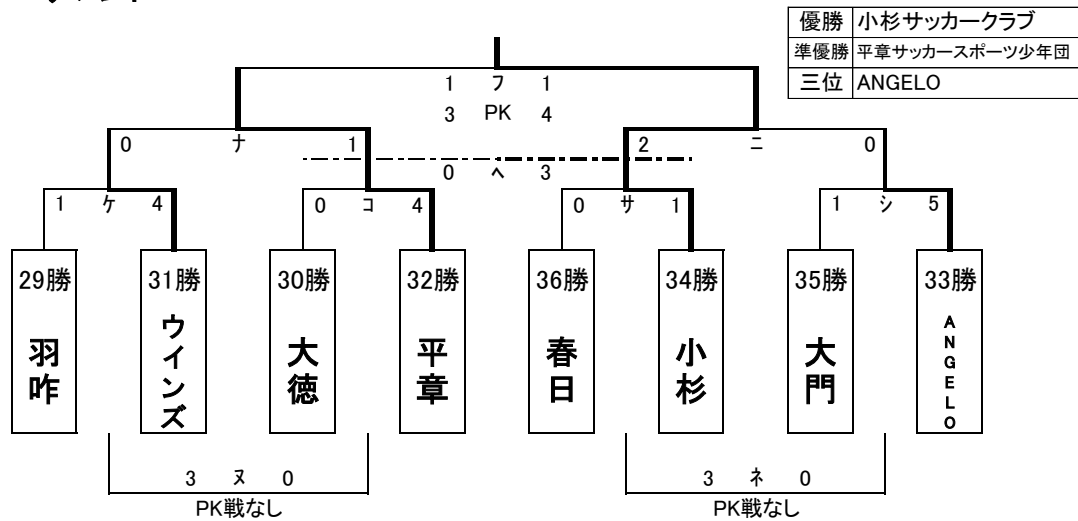 優勝 小杉サッカークラブ
準優勝 平章サッカースポーツ少年団
三位 ANGELO
1 フ 1
3 PK 4
0 ナ 1
2 ニ 0
0 ヘ 3
1 ケ 4
0 コ 4
0 サ 1
1 シ 5
29勝 31勝 30勝 32勝 36勝 34勝 35勝 33勝
羽咋
ウインズ
大徳
平章
春日
小杉
大門
ANGELO
3 ヌ 0
3 ネ 0
PK戦なし
PK戦なし